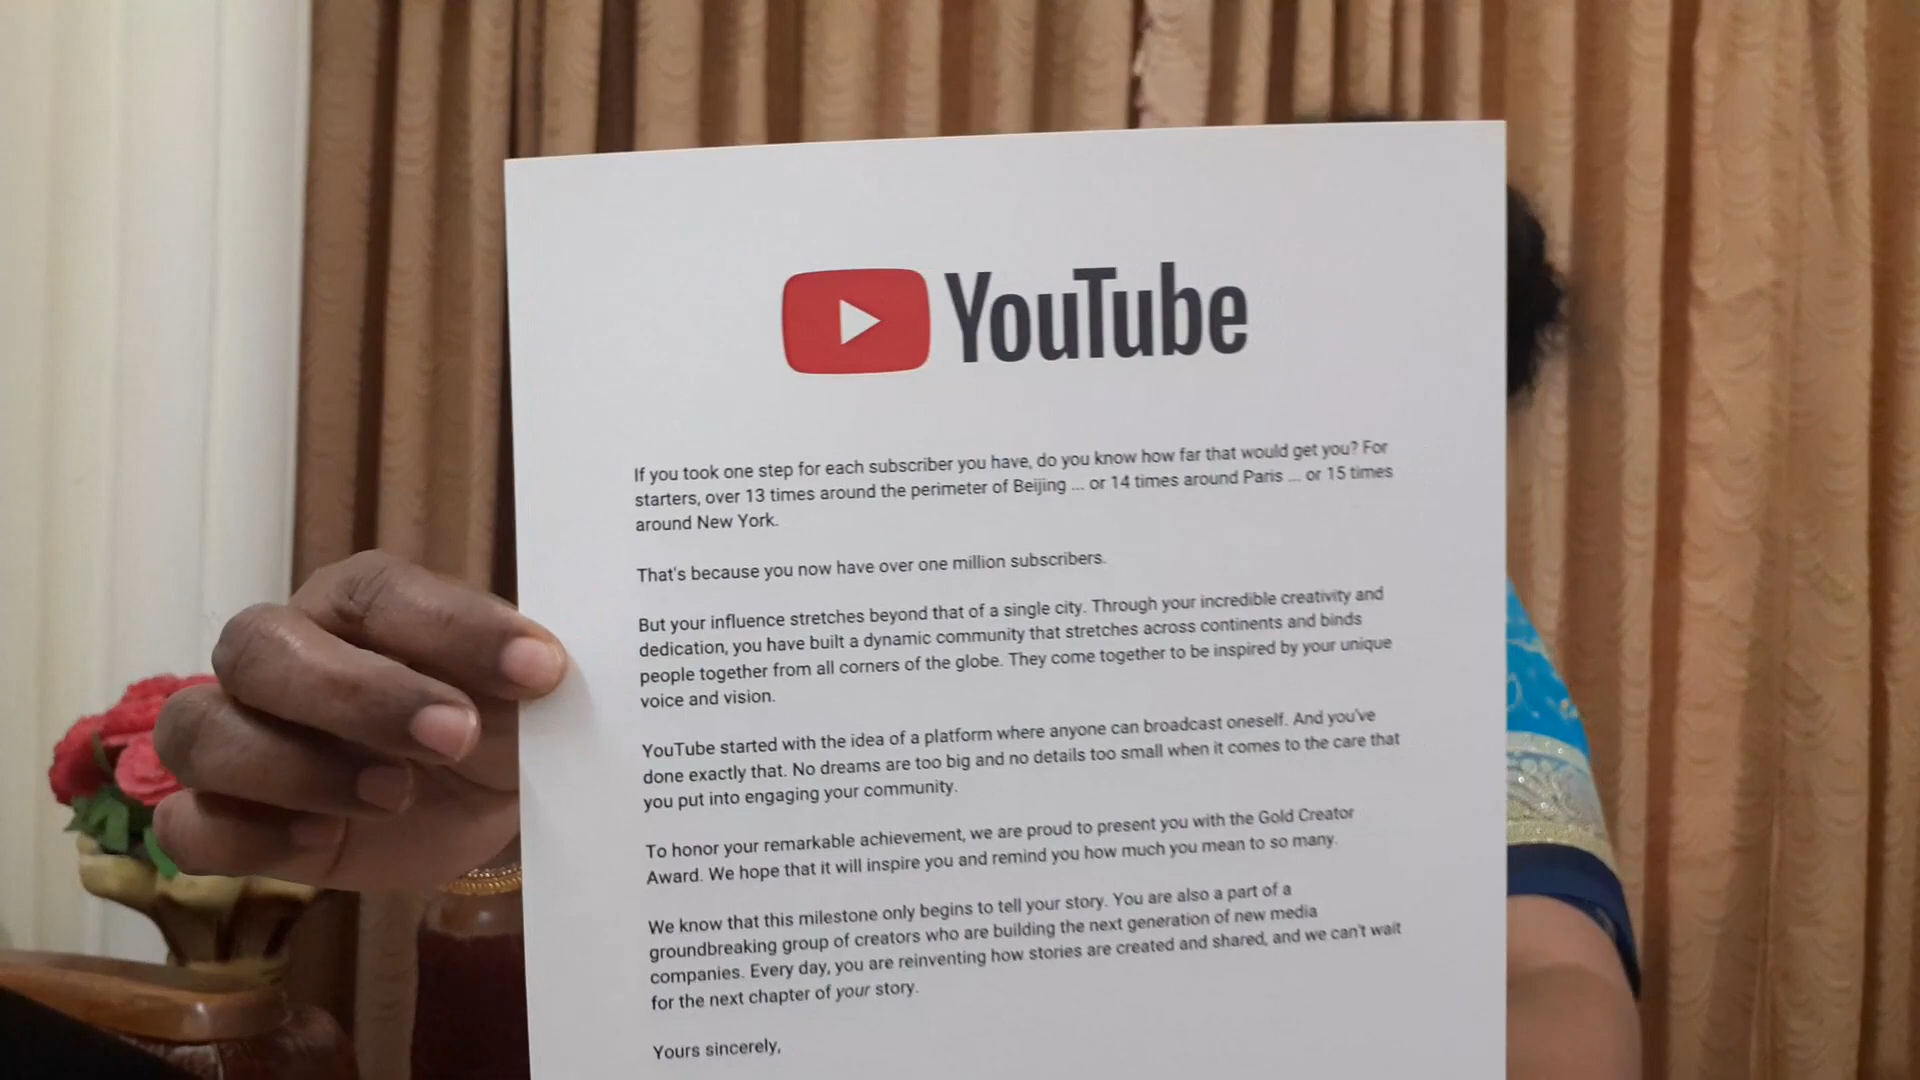 YouTube
If you took one step for each subscriber you have, do you know how far that would get you? For
starters, over 13 times around the perimeter of Beijing ... or 14 times around Paris ... or 15 times
around New York.
That's because you now have over one million subscribers.
But your influence stretches beyond that of a single city. Through your incredible creativity and
dedication, you have built a dynamic community that stretches across continents and binds
people together from all corners of the globe. They come together to be inspired by your unique
voice and vision.
YouTube started with the idea of a platform where anyone can broadcast oneself. And you've
done exactly that. No dreams are too big and no details too small when it comes to the care that
you put into engaging your community.
To honor your remarkable achievement, we are proud to present you with the Gold Creator
Award. We hope that it will inspire you and remind you how much you mean to so many.
We know that this milestone only begins to tell your story. You are also a part of a
groundbreaking group of creators who are building the next generation of new media
companies. Every day, you are reinventing how stories are created and shared, and we can't wait
for the next chapter of your story.
Yours sincerely,